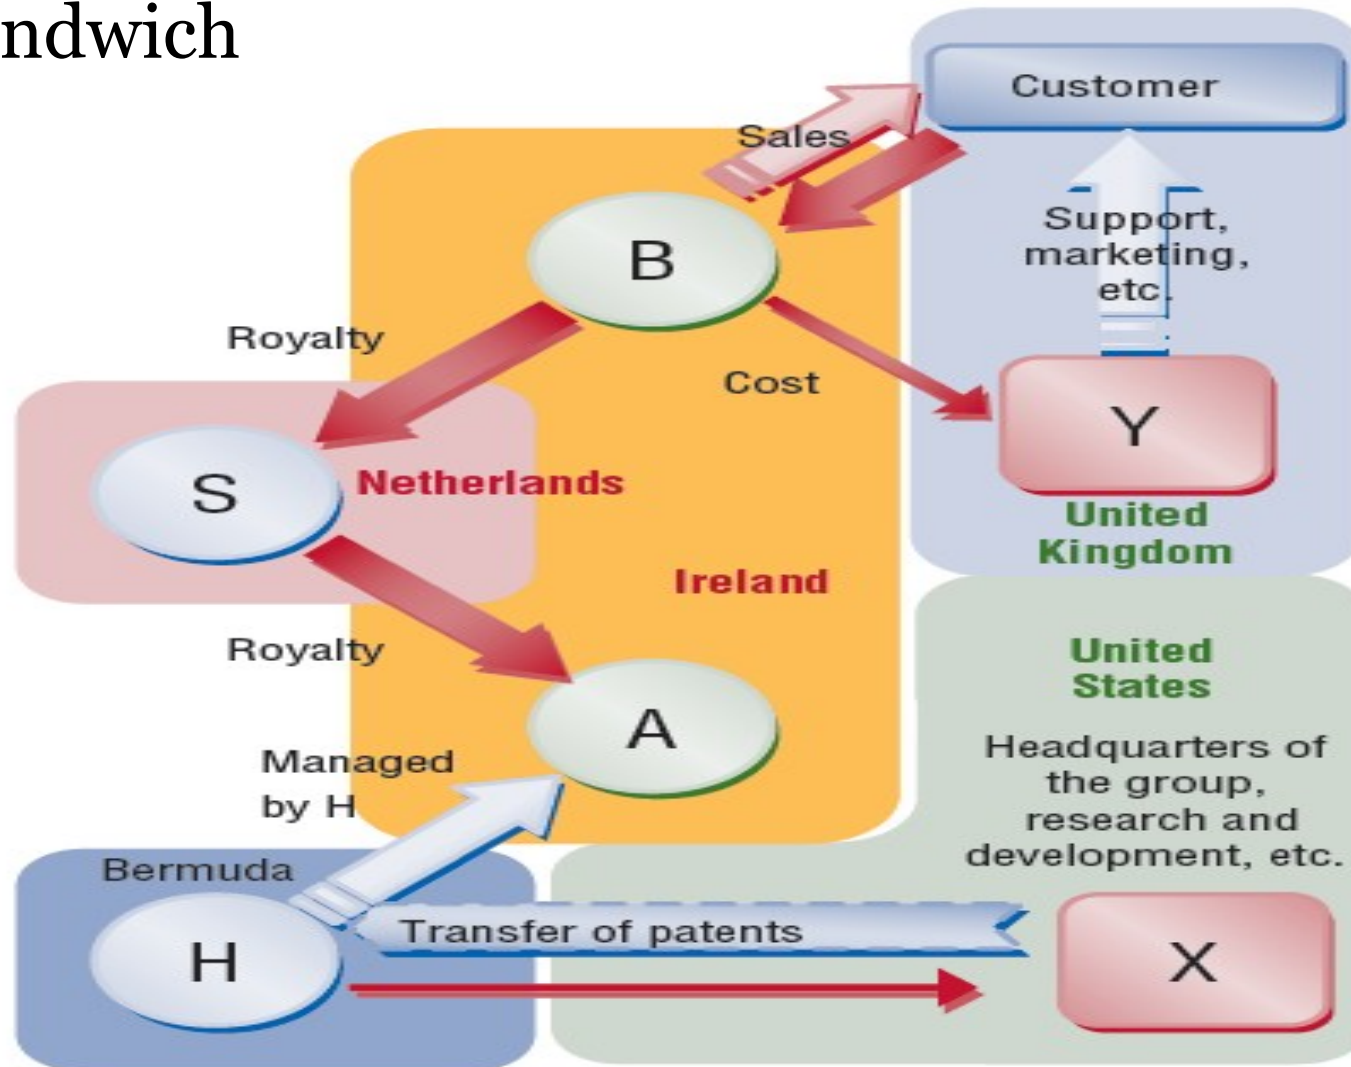 ndwich
Customer
Sales
B
Support,
marketing,
etc.
Royalty
Cost
Y
S
Netherlands
United
Kingdom
Ireland
Royalty
United
States
A
Managed
by H
Headquarters of
the group,
research and
development, etc.
Bermuda
Transfer of patents
H
X